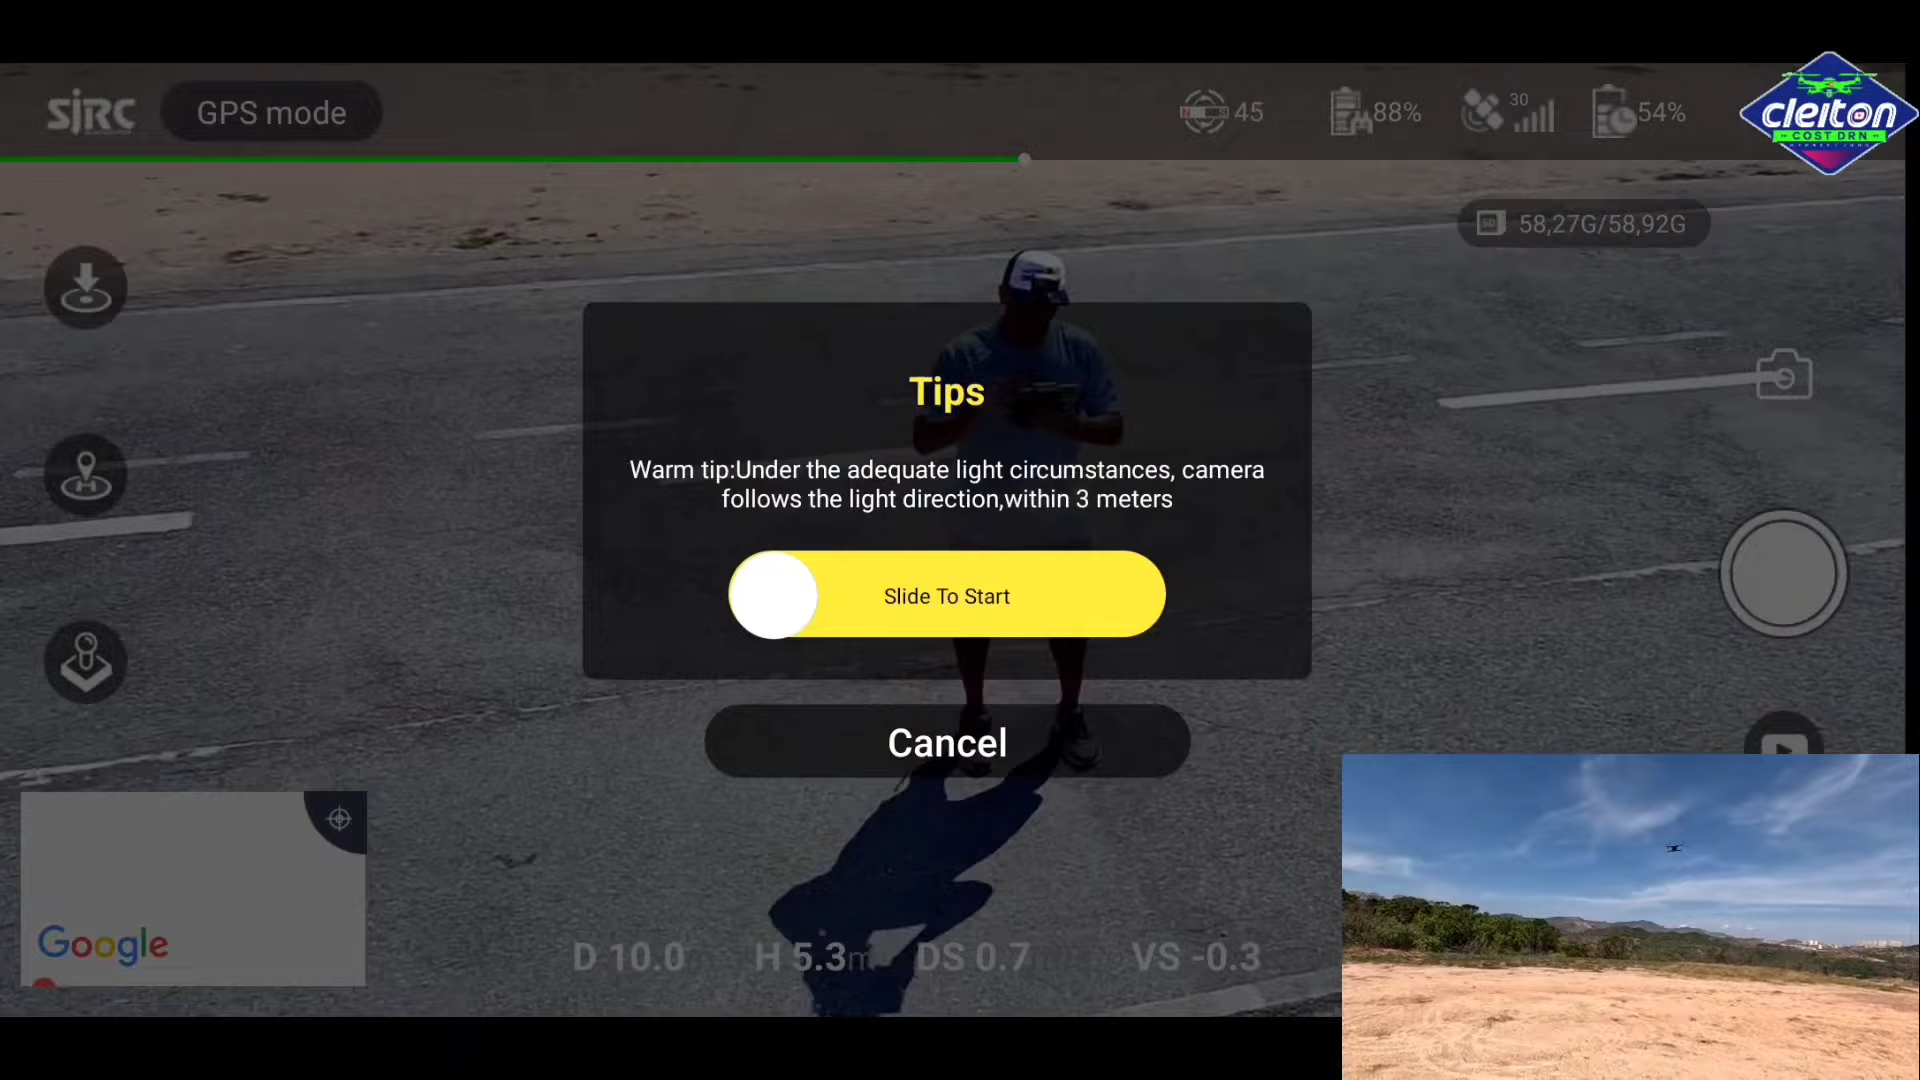 SJRC
GPS mode
45
88%
30
54%
cleiton
COST DRN
58,27G/58,92G
SD
Tips
Warm tip:Under the adequate light circumstances, camera
follows the light direction,within 3 meters
Slide To Start
Cancel
Google
D 10.0
H 5.3m
DS 0.7
VS -0.3